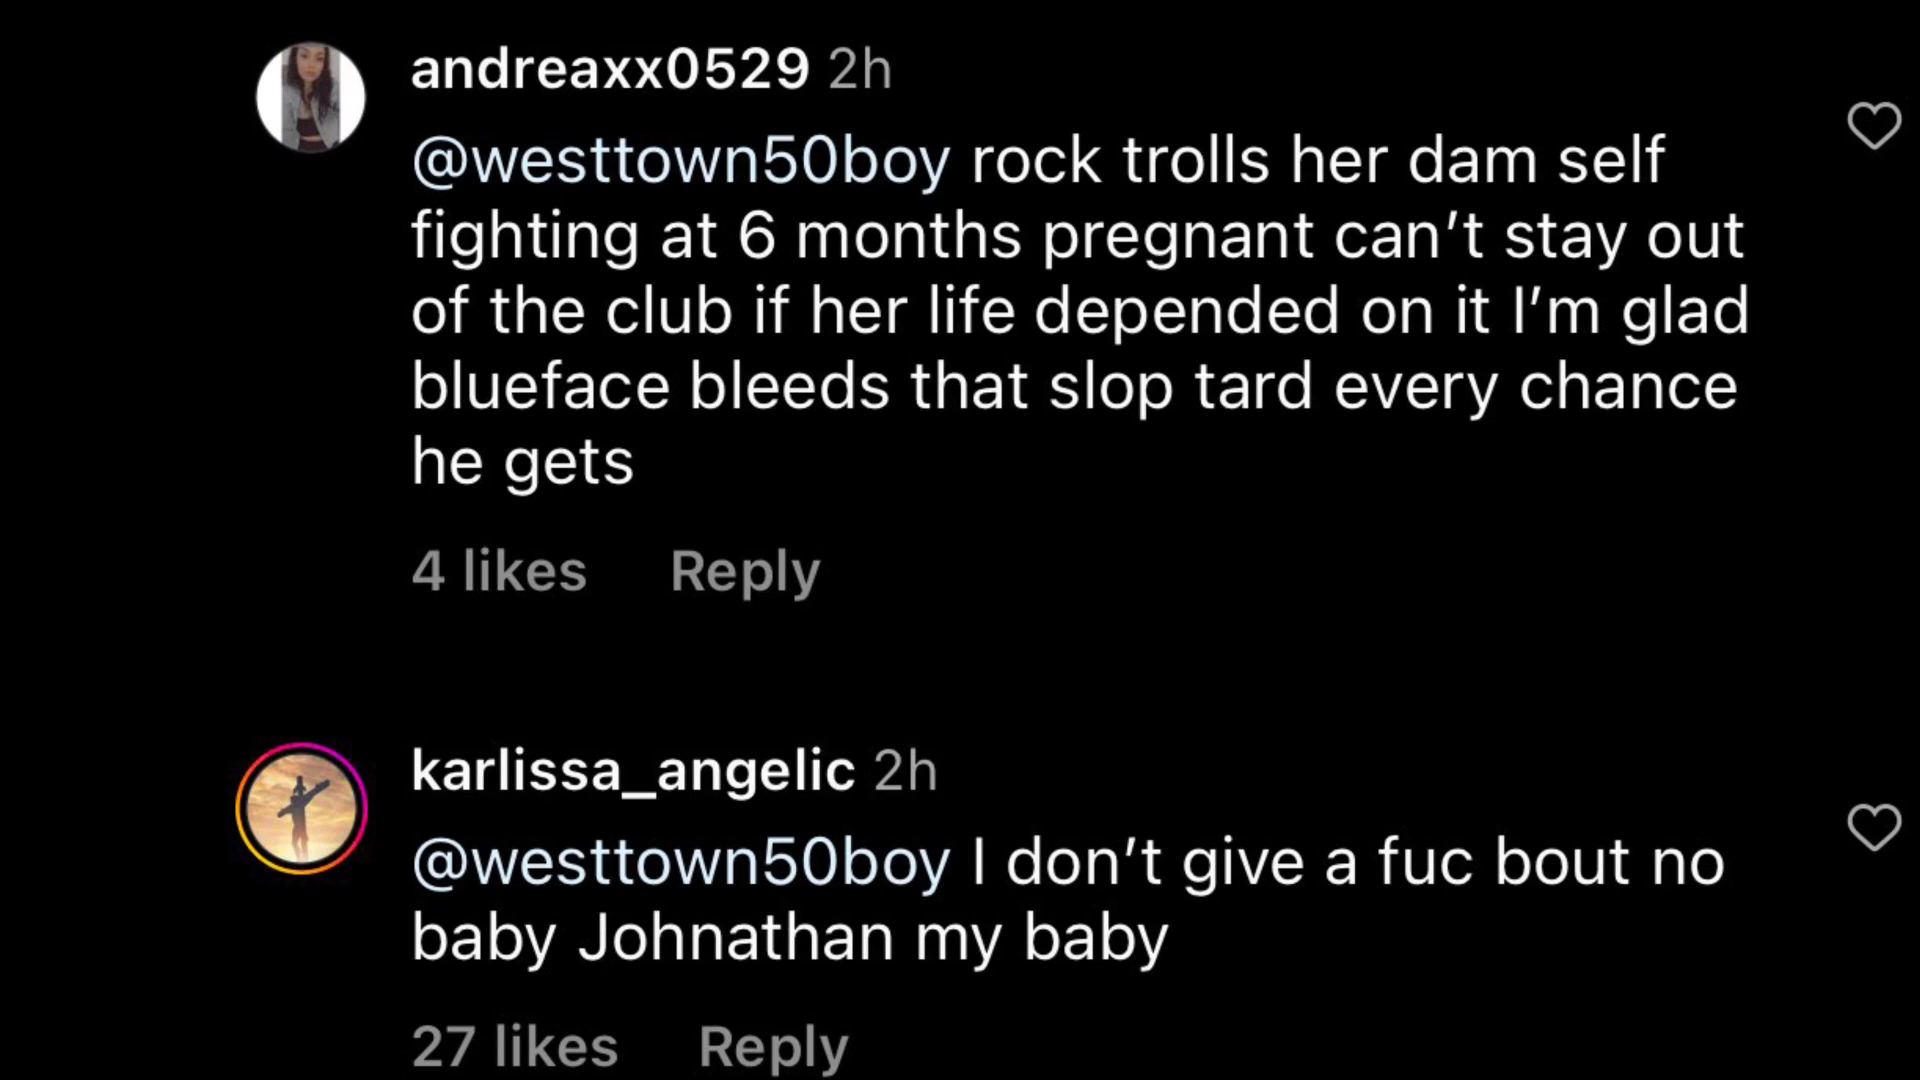 andreaxx0529 2h
@westtown50boy rock trolls her dam self
fighting at 6 months pregnant can’t stay out
of the club if her life depended on it I’m glad
blueface bleeds that slop tard every chance
he gets
4 likes Reply
karlissa_angelic 2h
@westtown50boy I don’t give a fuc bout no
baby Johnathan my baby
27 likes Reply